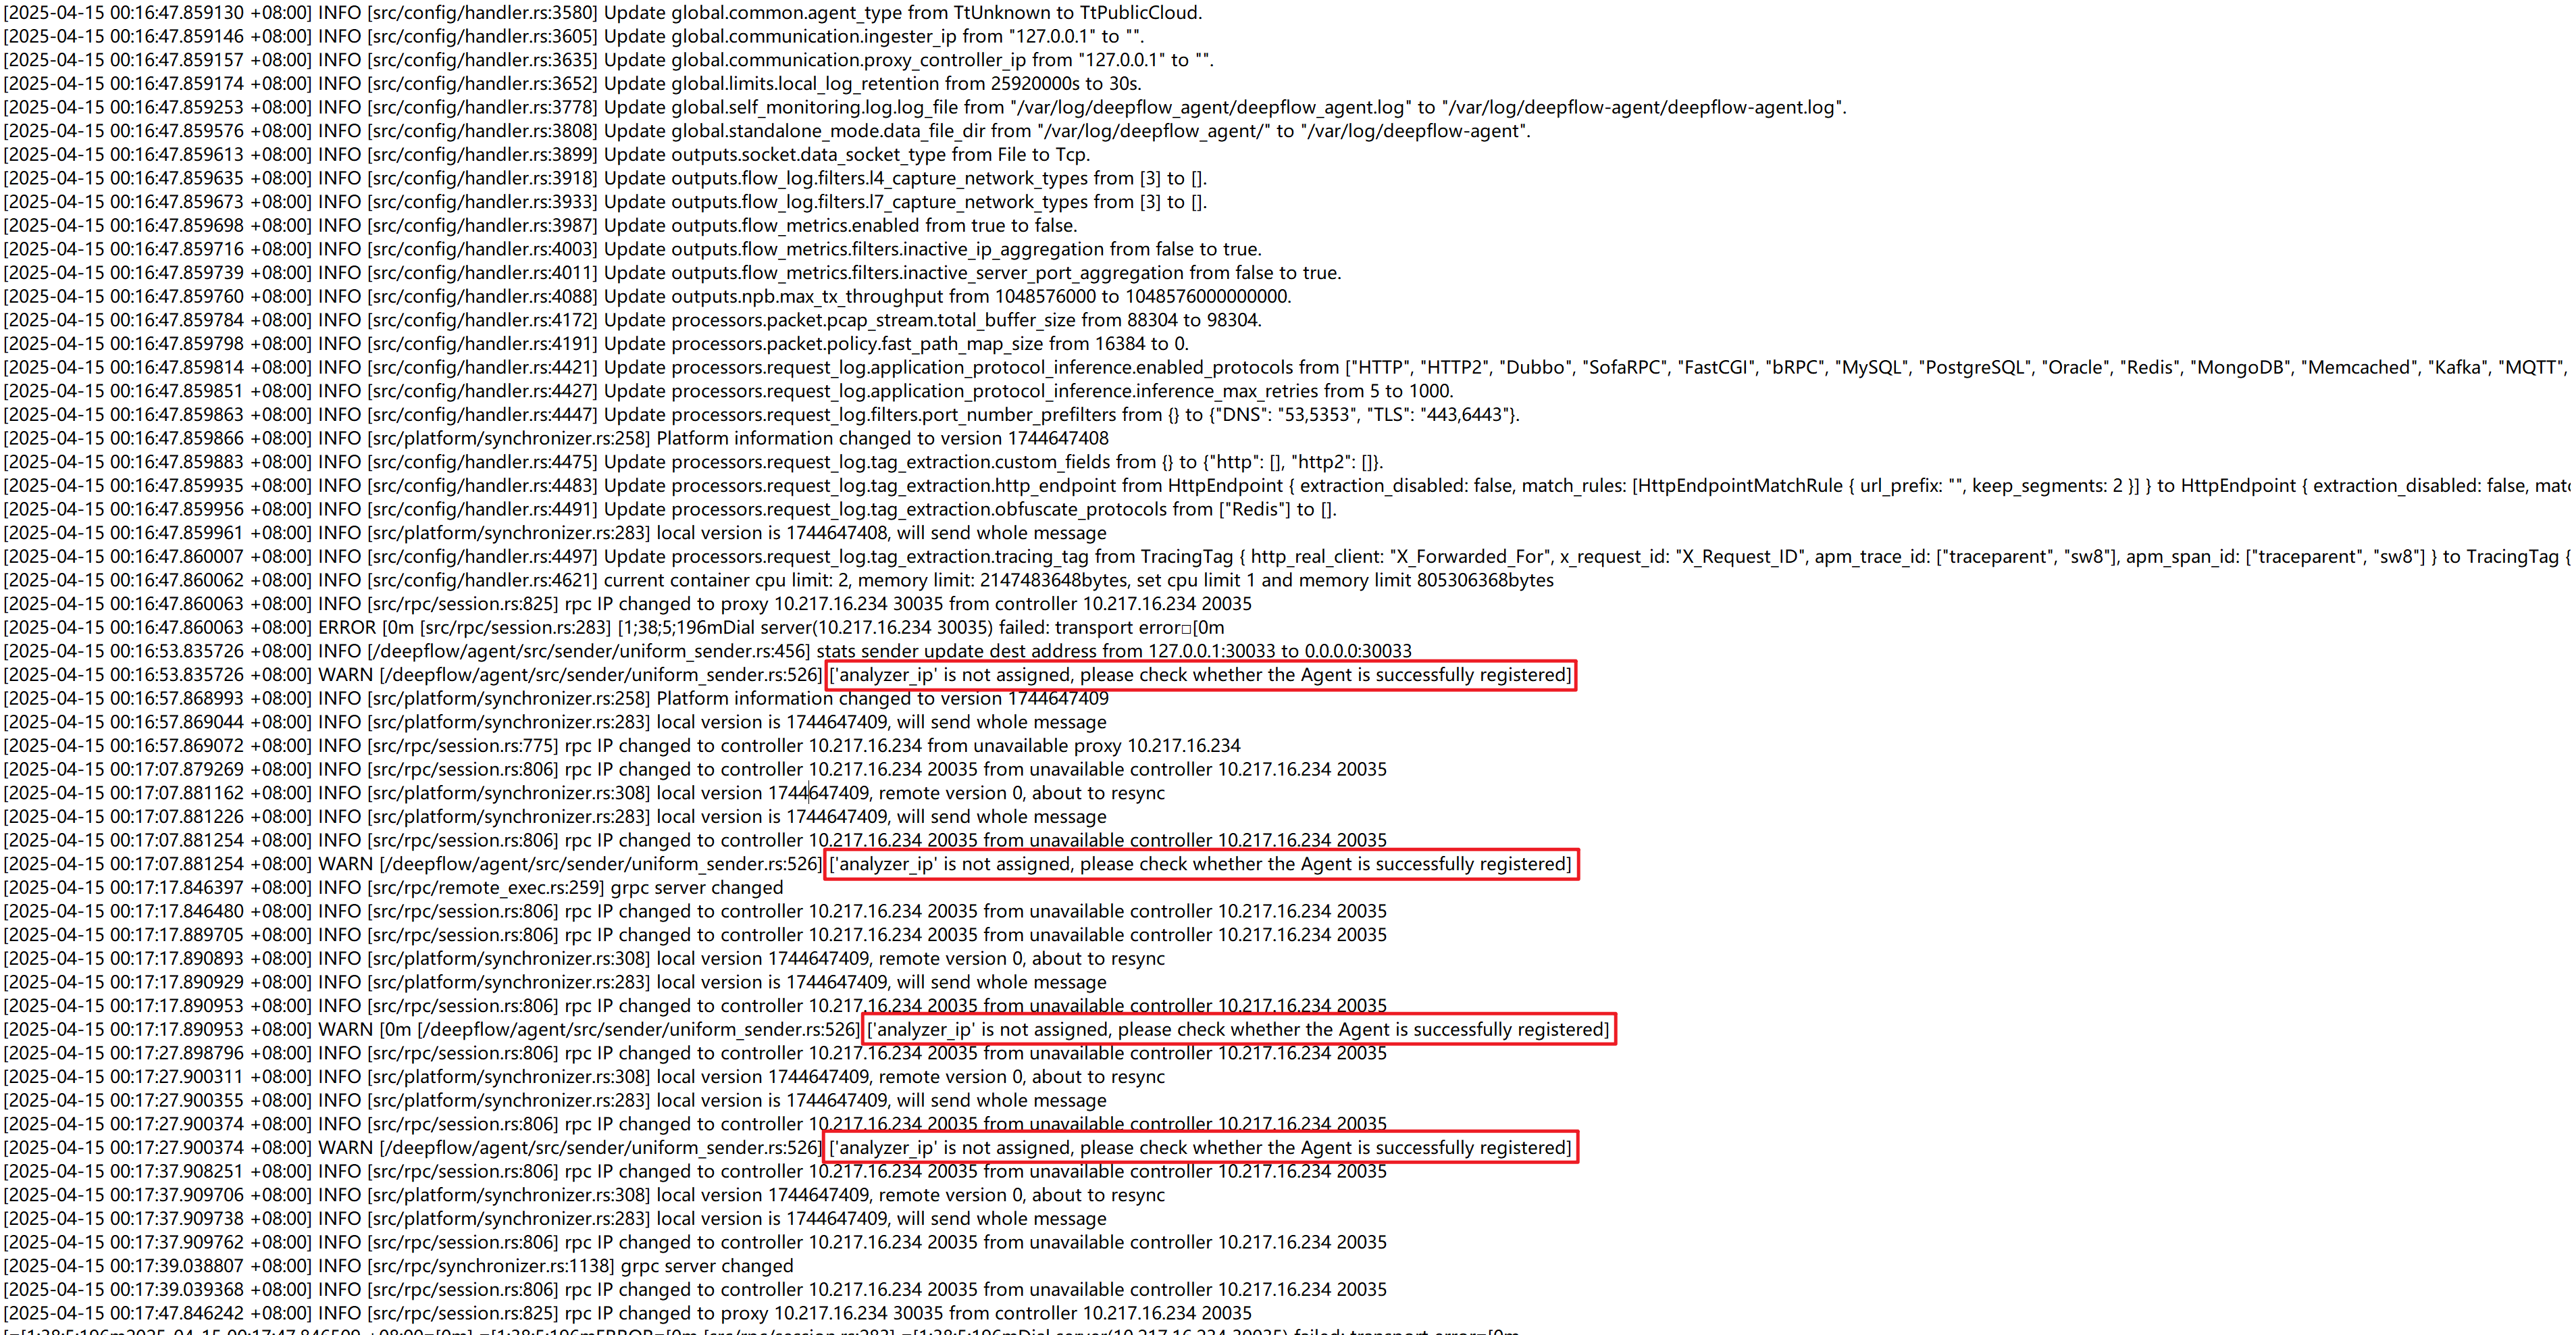 [2025-04-15 00:16:47.859130 +08:00] INFO [src/config/handler.rs:3580] Update global.common.agent_type from TtUnknown to TtPublicCloud.
[2025-04-15 00:16:47.859146 +08:00] INFO [src/config/handler.rs:3605] Update global.communication.ingester_ip from "127.0.0.1" to "".
[2025-04-15 00:16:47.859157 +08:00] INFO [src/config/handler.rs:3635] Update global.communication.proxy_controller_ip from "127.0.0.1" to "".
[2025-04-15 00:16:47.859174 +08:00] INFO [src/config/handler.rs:3652] Update global.limits.local_log_retention from 25920000s to 30s.
[2025-04-15 00:16:47.859253 +08:00] INFO [src/config/handler.rs:3778] Update global.self_monitoring.log.log_file from "/var/log/deepflow_agent/deepflow_agent.log" to "/var/log/deepflow-agent/deepflow-agent.log".
[2025-04-15 00:16:47.859576 +08:00] INFO [src/config/handler.rs:3808] Update global.standalone_mode.data_file_dir from "/var/log/deepflow_agent/" to "/var/log/deepflow-agent".
[2025-04-15 00:16:47.859613 +08:00] INFO [src/config/handler.rs:3899] Update outputs.socket.data_socket_type from File to Tcp.
[2025-04-15 00:16:47.859635 +08:00] INFO [src/config/handler.rs:3918] Update outputs.flow_log.filters.l4_capture_network_types from [3] to [].
[2025-04-15 00:16:47.859673 +08:00] INFO [src/config/handler.rs:3933] Update outputs.flow_log.filters.l7_capture_network_types from [3] to [].
[2025-04-15 00:16:47.859698 +08:00] INFO [src/config/handler.rs:3987] Update outputs.flow_metrics.enabled from true to false.
[2025-04-15 00:16:47.859716 +08:00] INFO [src/config/handler.rs:4003] Update outputs.flow_metrics.filters.inactive_ip_aggregation from false to true.
[2025-04-15 00:16:47.859739 +08:00] INFO [src/config/handler.rs:4011] Update outputs.flow_metrics.filters.inactive_server_port_aggregation from false to true.
[2025-04-15 00:16:47.859760 +08:00] INFO [src/config/handler.rs:4088] Update outputs.npb.max_tx_throughput from 1048576000 to 1048576000000000.
[2025-04-15 00:16:47.859784 +08:00] INFO [src/config/handler.rs:4172] Update processors.packet.pcap_stream.total_buffer_size from 88304 to 98304.
[2025-04-15 00:16:47.859798 +08:00] INFO [src/config/handler.rs:4191] Update processors.packet.policy.fast_path_map_size from 16384 to 0.
[2025-04-15 00:16:47.859814 +08:00] INFO [src/config/handler.rs:4421] Update processors.request_log.application_protocol_inference.enabled_protocols from ["HTTP", "HTTP2", "Dubbo", "SofaRPC", "FastCGI", "bRPC", "MySQL", "PostgreSQL", "Oracle", "Redis", "MongoDB", "Memcached", "Kafka", "MQTT",
[2025-04-15 00:16:47.859851 +08:00] INFO [src/config/handler.rs:4427] Update processors.request_log.application_protocol_inference.inference_max_retries from 5 to 1000.
[2025-04-15 00:16:47.859863 +08:00] INFO [src/config/handler.rs:4447] Update processors.request_log.filters.port_number_prefilters from {} to {"DNS": "53,5353", "TLS": "443,6443"}.
[2025-04-15 00:16:47.859866 +08:00] INFO [src/platform/synchronizer.rs:258] Platform information changed to version 1744647408
[2025-04-15 00:16:47.859883 +08:00] INFO [src/config/handler.rs:4475] Update processors.request_log.tag_extraction.custom_fields from {} to {"http": [], "http2": []}.
[2025-04-15 00:16:47.859935 +08:00] INFO [src/config/handler.rs:4483] Update processors.request_log.tag_extraction.http_endpoint from HttpEndpoint { extraction_disabled: false, match_rules: [HttpEndpointMatchRule { url_prefix: "", keep_segments: 2 }] } to HttpEndpoint { extraction_disabled: false,
[2025-04-15 00:16:47.859956 +08:00] INFO [src/config/handler.rs:4491] Update processors.request_log.tag_extraction.obfuscate_protocols from ["Redis"] to [].
[2025-04-15 00:16:47.859961 +08:00] INFO [src/platform/synchronizer.rs:283] local version is 1744647408, will send whole message
[2025-04-15 00:16:47.860007 +08:00] INFO [src/config/handler.rs:4497] Update processors.request_log.tag_extraction.tracing_tag from TracingTag { http_real_client: "X_Forwarded_For", x_request_id: "X_Request_ID", apm_trace_id: ["traceparent", "sw8"], apm_span_id: ["traceparent", "sw8"] } to TracingTag {
[2025-04-15 00:16:47.860062 +08:00] INFO [src/config/handler.rs:4621] current container cpu limit: 2, memory limit: 2147483648bytes, set cpu limit 1 and memory limit 805306368bytes
[2025-04-15 00:16:47.860063 +08:00] INFO [src/rpc/session.rs:825] rpc IP changed to proxy 10.217.16.234 30035 from controller 10.217.16.234 20035
[2025-04-15 00:16:47.860063 +08:00] ERROR [0m [src/rpc/session.rs:283] [1;38;5;196mDial server(10.217.16.234 30035) failed: transport error□[0m
[2025-04-15 00:16:53.835726 +08:00] INFO [/deepflow/agent/src/sender/uniform_sender.rs:456] stats sender update dest address from 127.0.0.1:30033 to 0.0.0.0:30033
[2025-04-15 00:16:53.835726 +08:00] WARN [/deepflow/agent/src/sender/uniform_sender.rs:526] ['analyzer_ip' is not assigned, please check whether the Agent is successfully registered]
[2025-04-15 00:16:57.868993 +08:00] INFO [src/platform/synchronizer.rs:258] Platform information changed to version 1744647409
[2025-04-15 00:16:57.869044 +08:00] INFO [src/platform/synchronizer.rs:283] local version is 1744647409, will send whole message
[2025-04-15 00:16:57.869072 +08:00] INFO [src/rpc/session.rs:775] rpc IP changed to controller 10.217.16.234 from unavailable proxy 10.217.16.234
[2025-04-15 00:17:07.879269 +08:00] INFO [src/rpc/session.rs:806] rpc IP changed to controller 10.217.16.234 20035 from unavailable controller 10.217.16.234 20035
[2025-04-15 00:17:07.881162 +08:00] INFO [src/platform/synchronizer.rs:308] local version 1744647409, remote version 0, about to resync
[2025-04-15 00:17:07.881226 +08:00] INFO [src/platform/synchronizer.rs:283] local version is 1744647409, will send whole message
[2025-04-15 00:17:07.881254 +08:00] INFO [src/rpc/session.rs:806] rpc IP changed to controller 10.217.16.234 20035 from unavailable controller 10.217.16.234 20035
[2025-04-15 00:17:07.881254 +08:00] WARN [/deepflow/agent/src/sender/uniform_sender.rs:526] ['analyzer_ip' is not assigned, please check whether the Agent is successfully registered]
[2025-04-15 00:17:17.846397 +08:00] INFO [src/rpc/remote_exec.rs:259] grpc server changed
[2025-04-15 00:17:17.846480 +08:00] INFO [src/rpc/session.rs:806] rpc IP changed to controller 10.217.16.234 20035 from unavailable controller 10.217.16.234 20035
[2025-04-15 00:17:17.889705 +08:00] INFO [src/rpc/session.rs:806] rpc IP changed to controller 10.217.16.234 20035 from unavailable controller 10.217.16.234 20035
[2025-04-15 00:17:17.890893 +08:00] INFO [src/platform/synchronizer.rs:308] local version 1744647409, remote version 0, about to resync
[2025-04-15 00:17:17.890929 +08:00] INFO [src/platform/synchronizer.rs:283] local version is 1744647409, will send whole message
[2025-04-15 00:17:17.890953 +08:00] INFO [src/rpc/session.rs:806] rpc IP changed to controller 10.217.16.234 20035 from unavailable controller 10.217.16.234 20035
[2025-04-15 00:17:17.890953 +08:00] WARN [0m [/deepflow/agent/src/sender/uniform_sender.rs:526] ['analyzer_ip' is not assigned, please check whether the Agent is successfully registered]
[2025-04-15 00:17:27.898796 +08:00] INFO [src/rpc/session.rs:806] rpc IP changed to controller 10.217.16.234 20035 from unavailable controller 10.217.16.234 20035
[2025-04-15 00:17:27.900311 +08:00] INFO [src/platform/synchronizer.rs:308] local version 1744647409, remote version 0, about to resync
[2025-04-15 00:17:27.900355 +08:00] INFO [src/platform/synchronizer.rs:283] local version is 1744647409, will send whole message
[2025-04-15 00:17:27.900374 +08:00] INFO [src/rpc/session.rs:806] rpc IP changed to controller 10.217.16.234 20035 from unavailable controller 10.217.16.234 20035
[2025-04-15 00:17:27.900374 +08:00] WARN [/deepflow/agent/src/sender/uniform_sender.rs:526] ['analyzer_ip' is not assigned, please check whether the Agent is successfully registered]
[2025-04-15 00:17:37.908251 +08:00] INFO [src/rpc/session.rs:806] rpc IP changed to controller 10.217.16.234 20035 from unavailable controller 10.217.16.234 20035
[2025-04-15 00:17:37.909706 +08:00] INFO [src/platform/synchronizer.rs:308] local version 1744647409, remote version 0, about to resync
[2025-04-15 00:17:37.909738 +08:00] INFO [src/platform/synchronizer.rs:283] local version is 1744647409, will send whole message
[2025-04-15 00:17:37.909762 +08:00] INFO [src/rpc/session.rs:806] rpc IP changed to controller 10.217.16.234 20035 from unavailable controller 10.217.16.234 20035
[2025-04-15 00:17:39.038807 +08:00] INFO [src/rpc/synchronizer.rs:1138] grpc server changed
[2025-04-15 00:17:39.039368 +08:00] INFO [src/rpc/session.rs:806] rpc IP changed to controller 10.217.16.234 20035 from unavailable controller 10.217.16.234 20035
[2025-04-15 00:17:47.846242 +08:00] INFO [src/rpc/session.rs:825] rpc IP changed to proxy 10.217.16.234 30035 from controller 10.217.16.234 20035